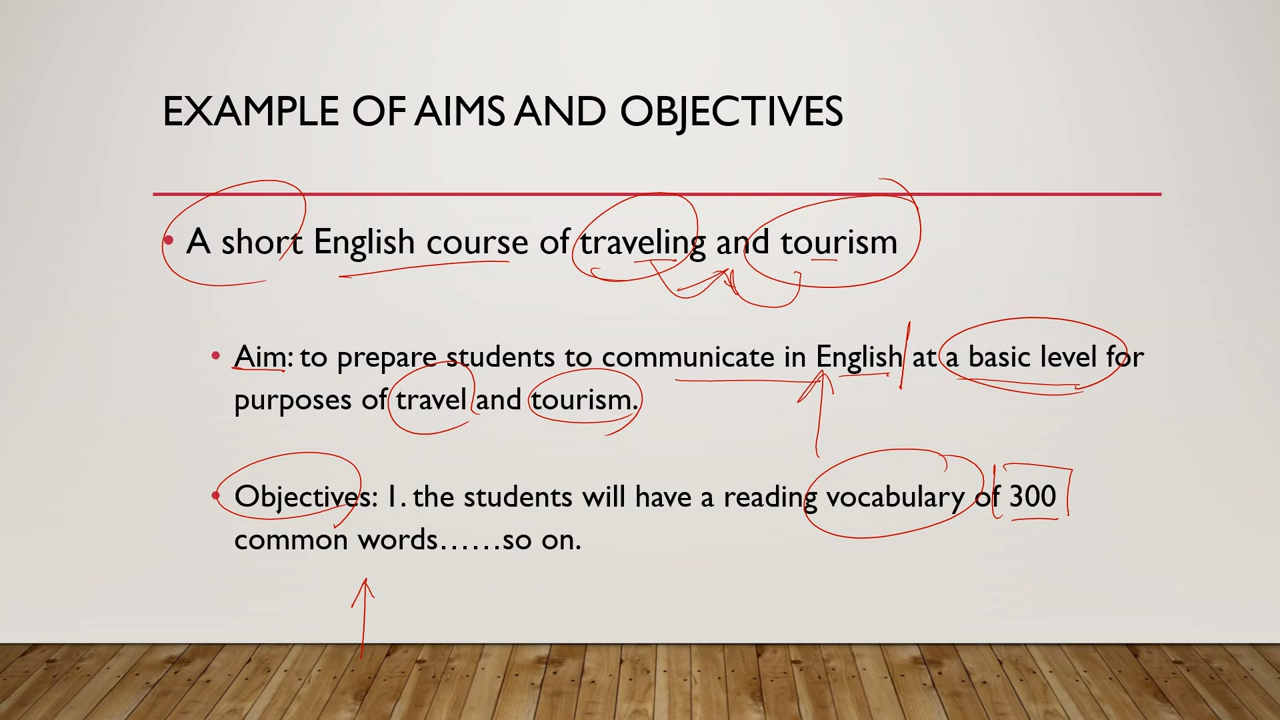 EXAMPLE OF AIMS AND OBJECTIVES
• A short English course of traveling and tourism
• Aim: to prepare students to communicate in English at a basic level for
purposes of travel and tourism.
• Objectives: 1. the students will have a reading vocabulary of 300
common words……so on.